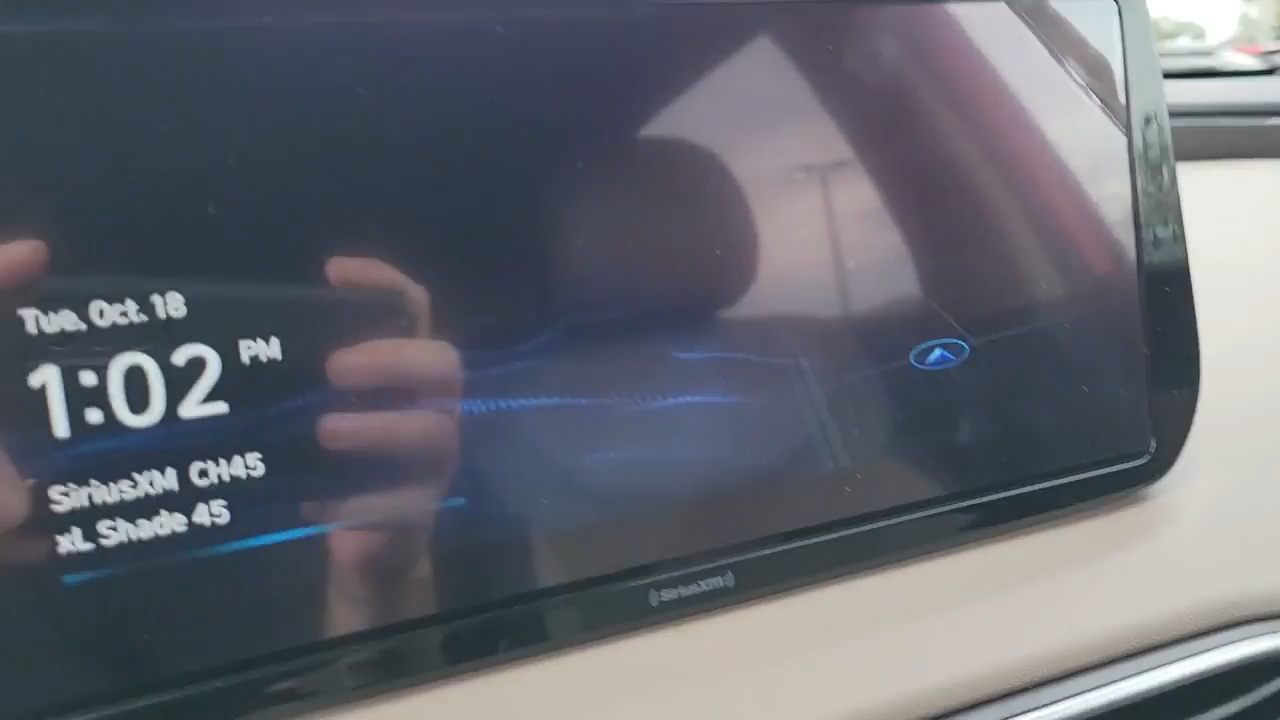 Tue. Oct. 18
1:02 PM
SiriusXM CH45
xL Shade 45
((SiriusXM))